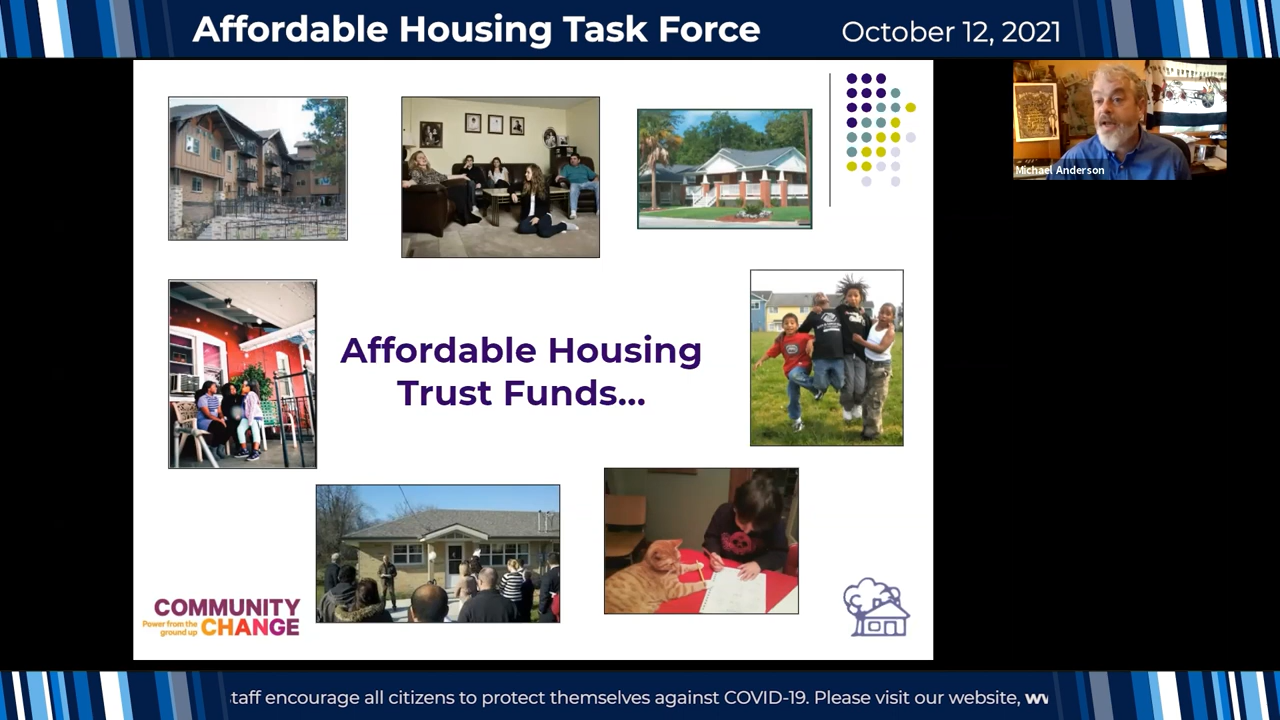 Affordable Housing Task Force
October 12, 2021
Michael Anderson
Affordable Housing
Trust Funds...
COMMUNITY
Power from the
ground up
CHANGE
taff encourage all citizens to protect themselves against COVID-19. Please visit our website,